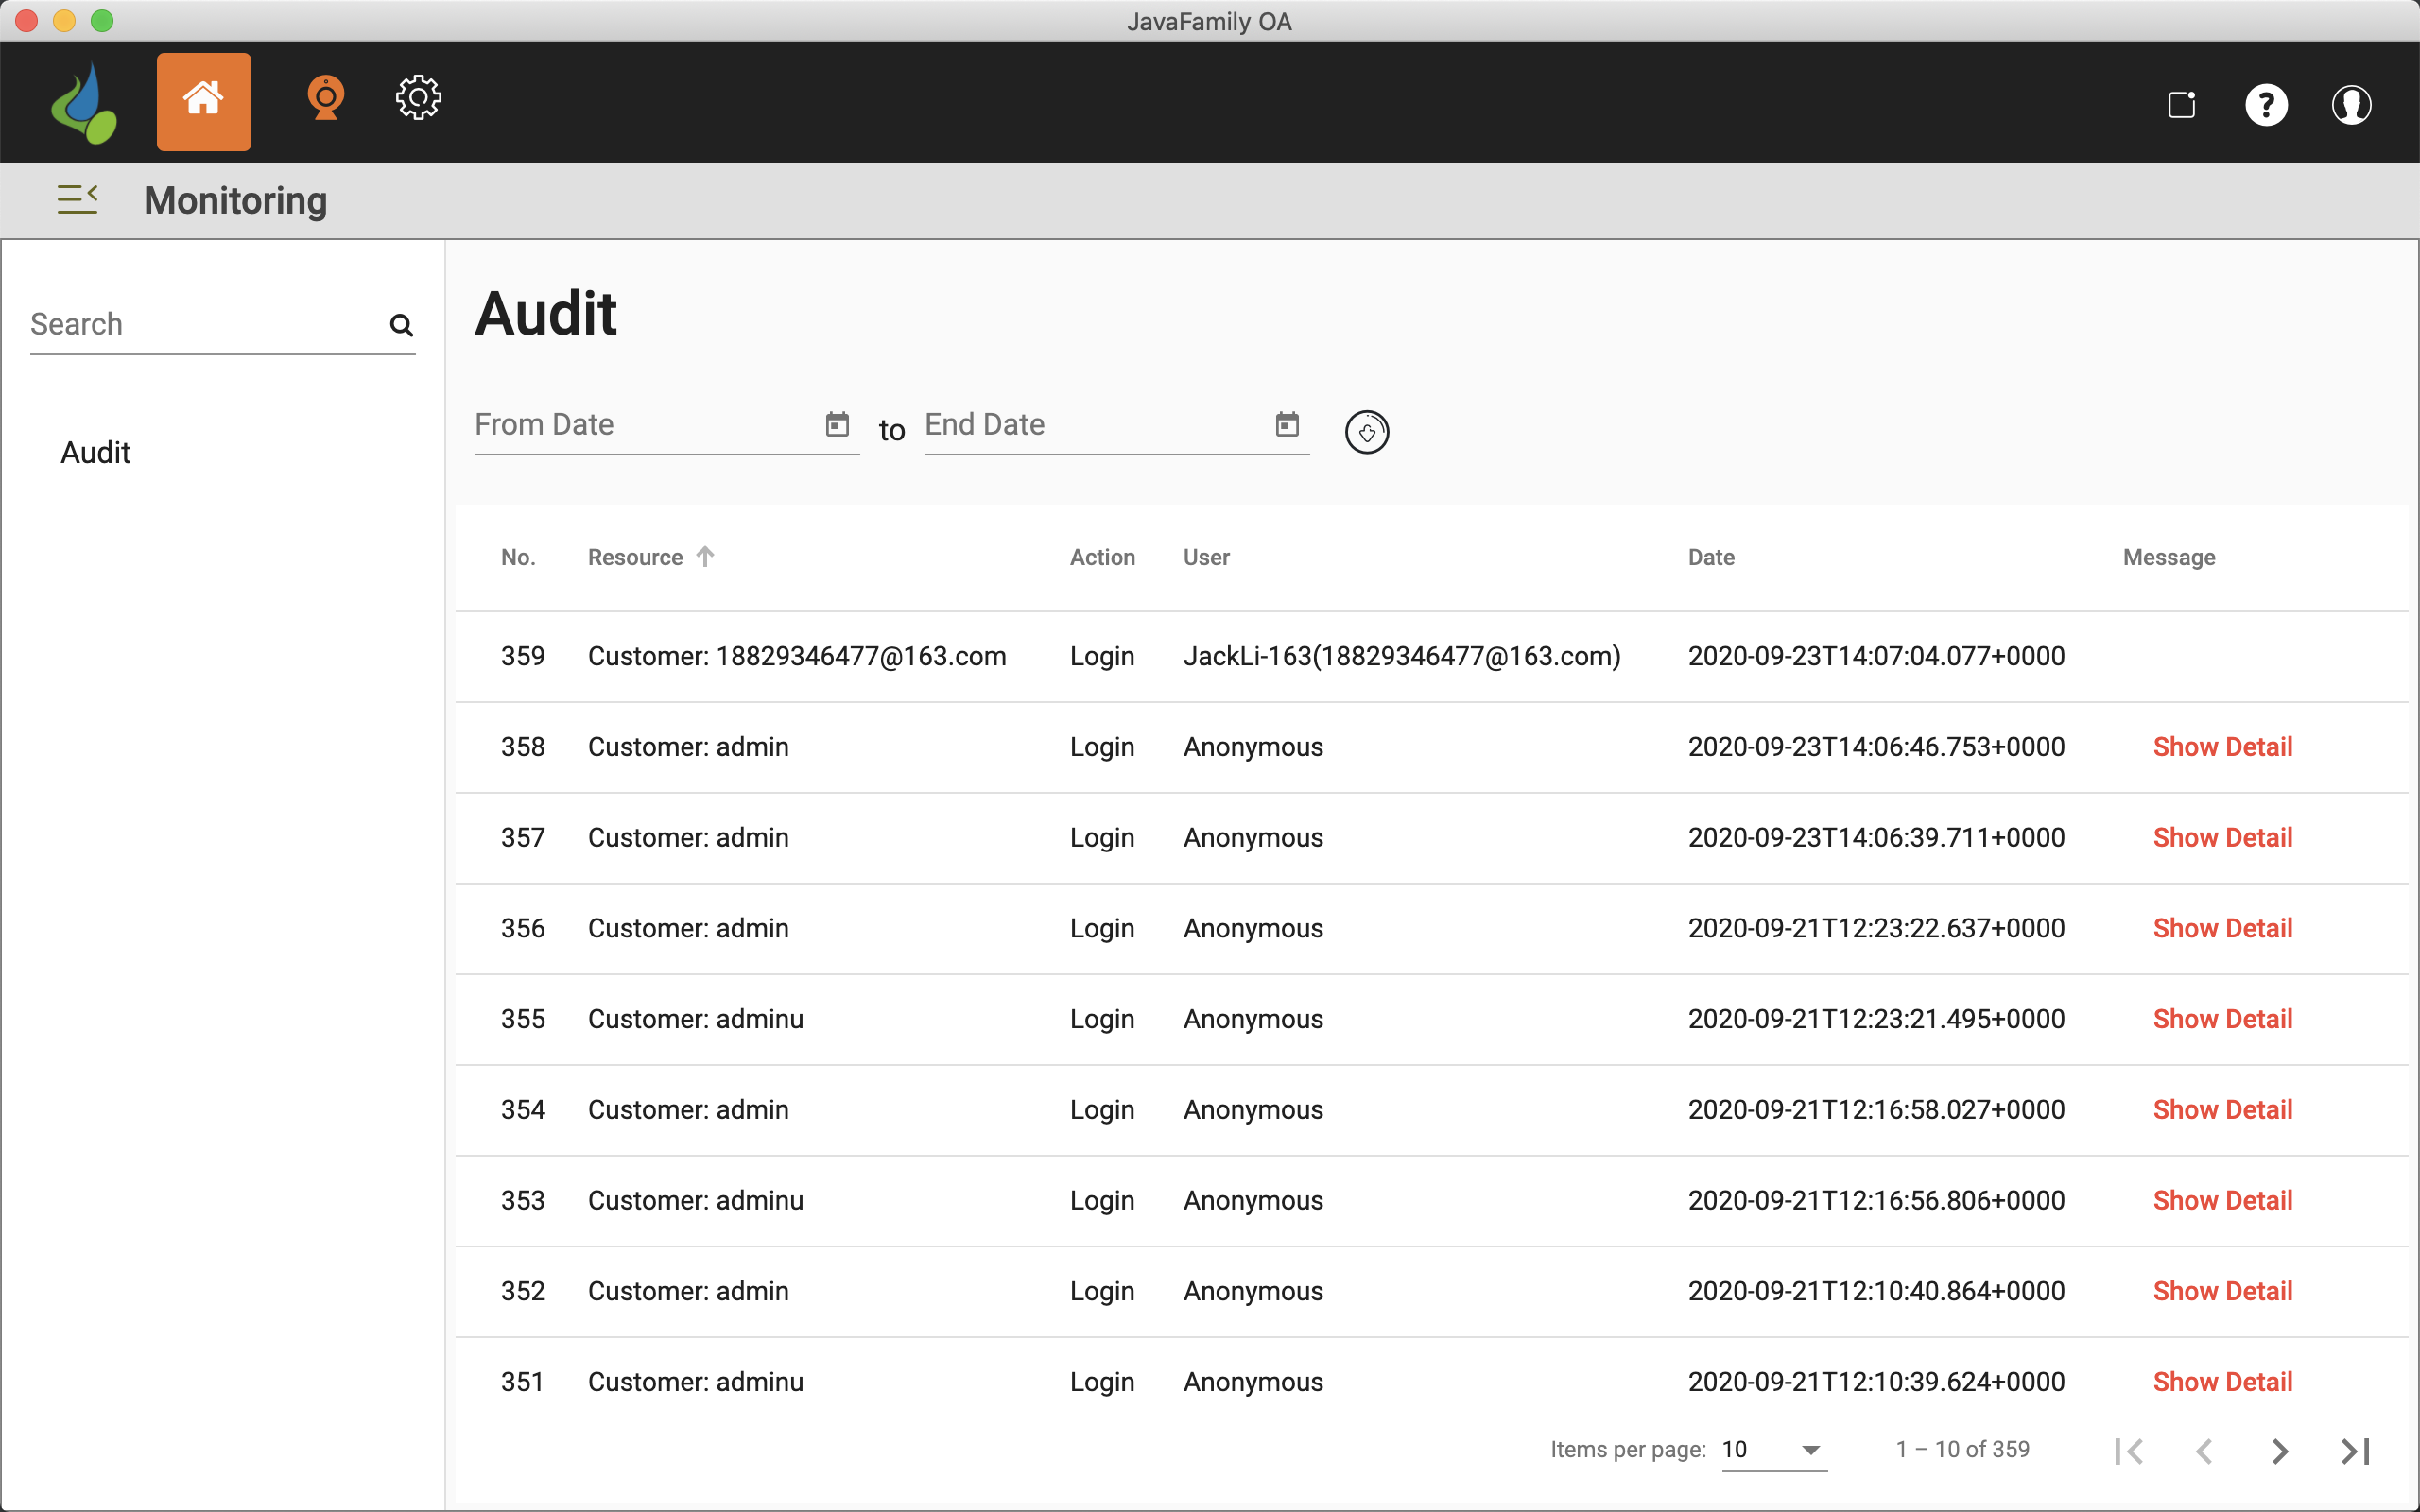 JavaFamily OA
Monitoring
Search
Audit
Audit
From Date to End Date
No. Resource Action User Date Message
359 Customer: 18829346477@163.com Login JackLi-163(18829346477@163.com) 2020-09-23T14:07:04.077+0000
358 Customer: admin Login Anonymous 2020-09-23T14:06:46.753+0000 Show Detail
357 Customer: admin Login Anonymous 2020-09-23T14:06:39.711+0000 Show Detail
356 Customer: admin Login Anonymous 2020-09-21T12:23:22.637+0000 Show Detail
355 Customer: adminu Login Anonymous 2020-09-21T12:23:21.495+0000 Show Detail
354 Customer: admin Login Anonymous 2020-09-21T12:16:58.027+0000 Show Detail
353 Customer: adminu Login Anonymous 2020-09-21T12:16:56.806+0000 Show Detail
352 Customer: admin Login Anonymous 2020-09-21T12:10:40.864+0000 Show Detail
351 Customer: adminu Login Anonymous 2020-09-21T12:10:39.624+0000 Show Detail
Items per page: 10 1 – 10 of 359